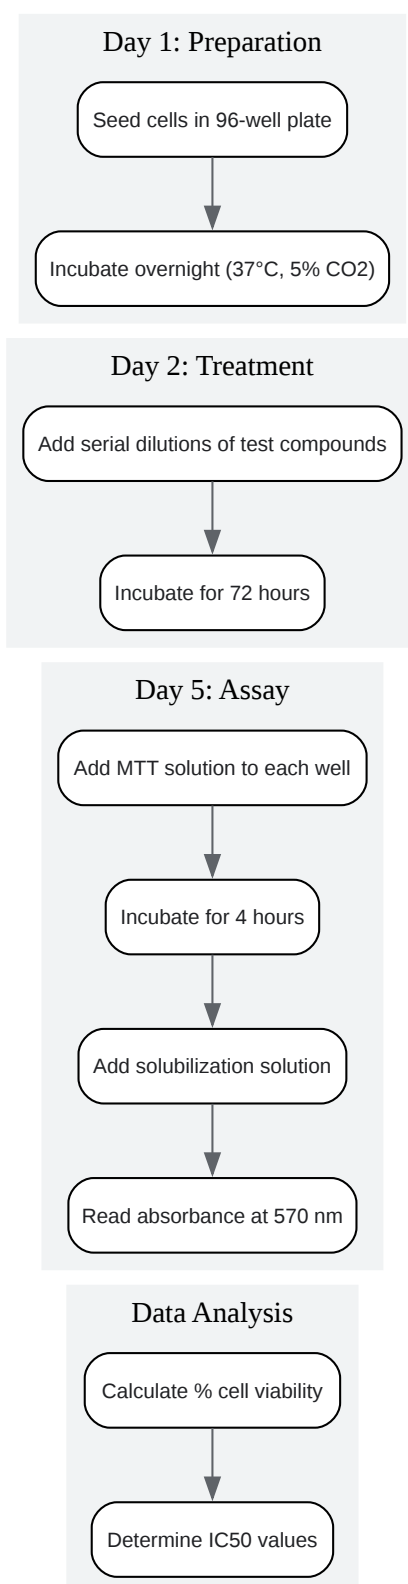 Day 1: Preparation
Seed cells in 96-well plate
Incubate overnight (37°C, 5% CO2)
Day 2: Treatment
Add serial dilutions of test compounds
Incubate for 72 hours
Day 5: Assay
Add MTT solution to each well
Incubate for 4 hours
Add solubilization solution
Read absorbance at 570 nm
Data Analysis
Calculate % cell viability
Determine IC50 values